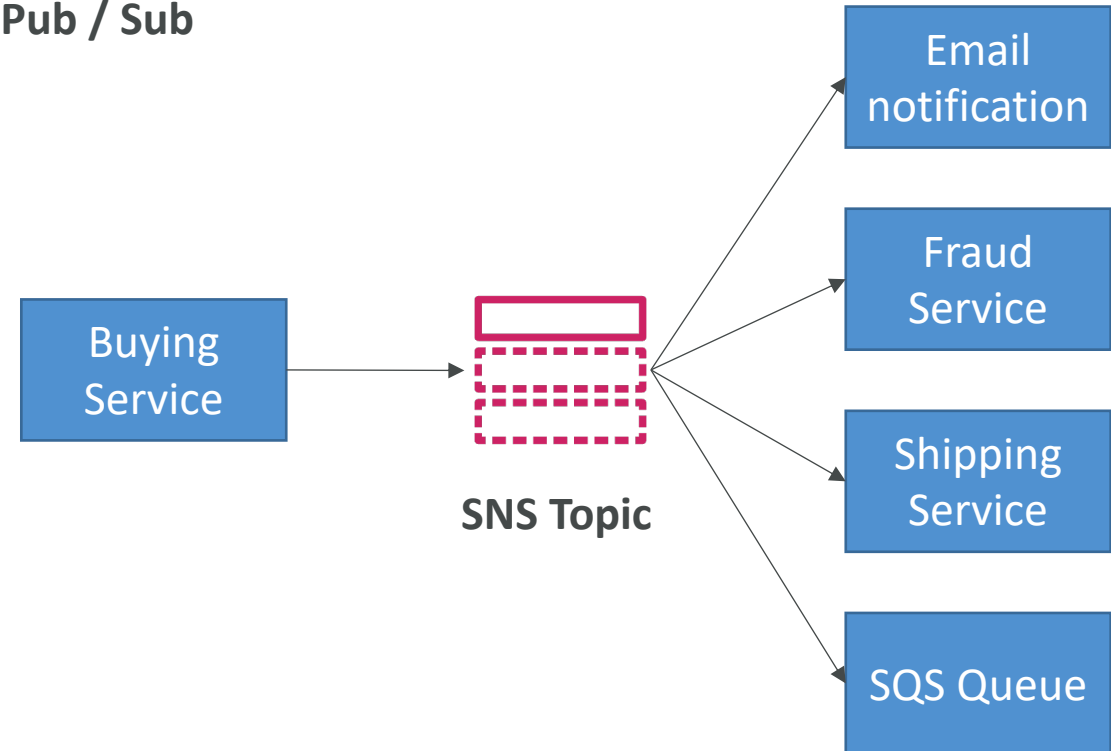 Pub / Sub
Email
notification
Fraud
Service
Buying
Service
Shipping
Service
SNS Topic
SQS Queue